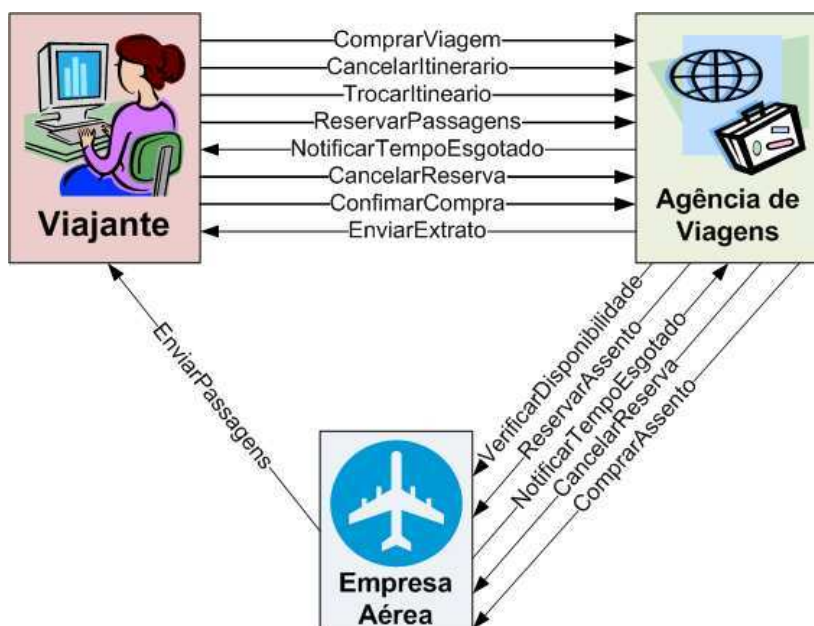 ComprarViagem
CancelarItinerario
TrocarItineario
ReservarPassagens
NotificarTempoEsgotado
CancelarReserva
ConfimarCompra
EnviarExtrato
Viajante
Agência de
Viagens
EnviarPassagens
VerificarDisponibilidade
ReservarAssento
NotificarTempoEsgotado
CancelarReserva
ComprarAssento
Empresa
Aérea